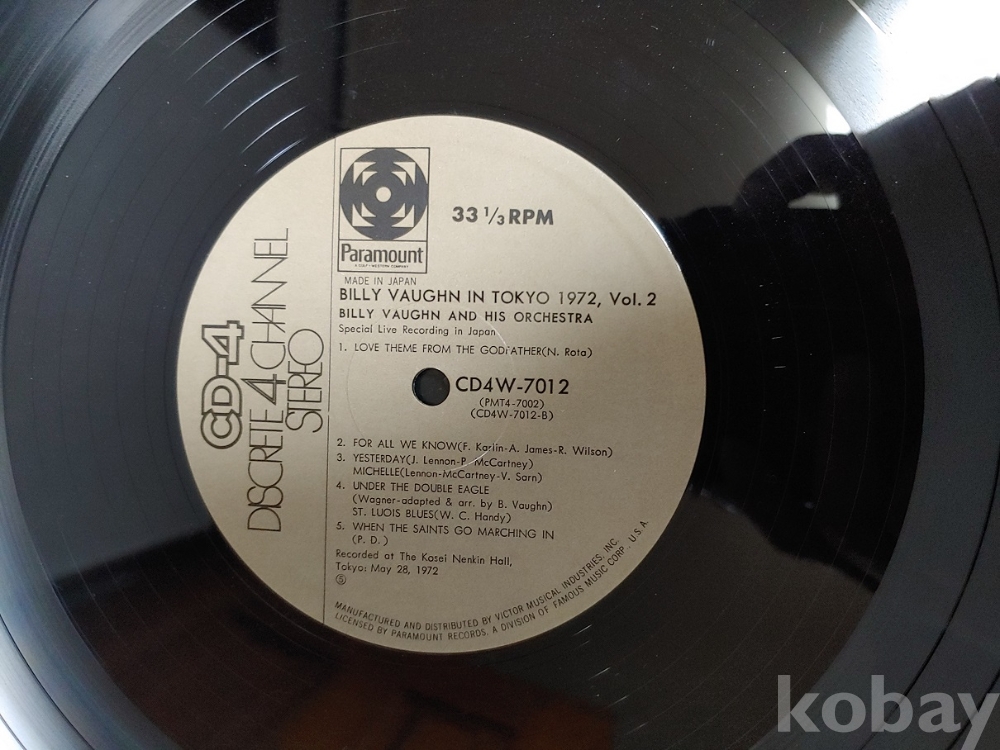 Paramount
A GULF+WESTERN COMPANY
33 1/3 RPM
MADE IN JAPAN
BILLY VAUGHN IN TOKYO 1972, Vol. 2
BILLY VAUGHN AND HIS ORCHESTRA
Special Live Recording in Japan
1. LOVE THEME FROM THE GODFATHER(N. Rota)
CD4W-7012
(PMT4-7002)
(CD4W-7012-B)
2. FOR ALL WE KNOW(F. Karlin-A. James-R. Wilson)
3. YESTERDAY(J. Lennon-P. McCartney)
MICHELLE(Lennon-McCartney-V. Sarn)
4. UNDER THE DOUBLE EAGLE
(Wagner-adapted & arr. by B. Vaughn)
ST. LUOIS BLUES(W. C. Handy)
5. WHEN THE SAINTS GO MARCHING IN
(P. D.)
Recorded at The Kosei Nenkin Hall,
Tokyo: May 28, 1972
Ⓢ
MANUFACTURED AND DISTRIBUTED BY VICTOR MUSICAL INDUSTRIES, INC.
LICENSED BY PARAMOUNT RECORDS. A DIVISION OF FAMOUS MUSIC CORP., U.S.A.
CD-4
DISCRETE 4 CHANNEL
STEREO
kobay